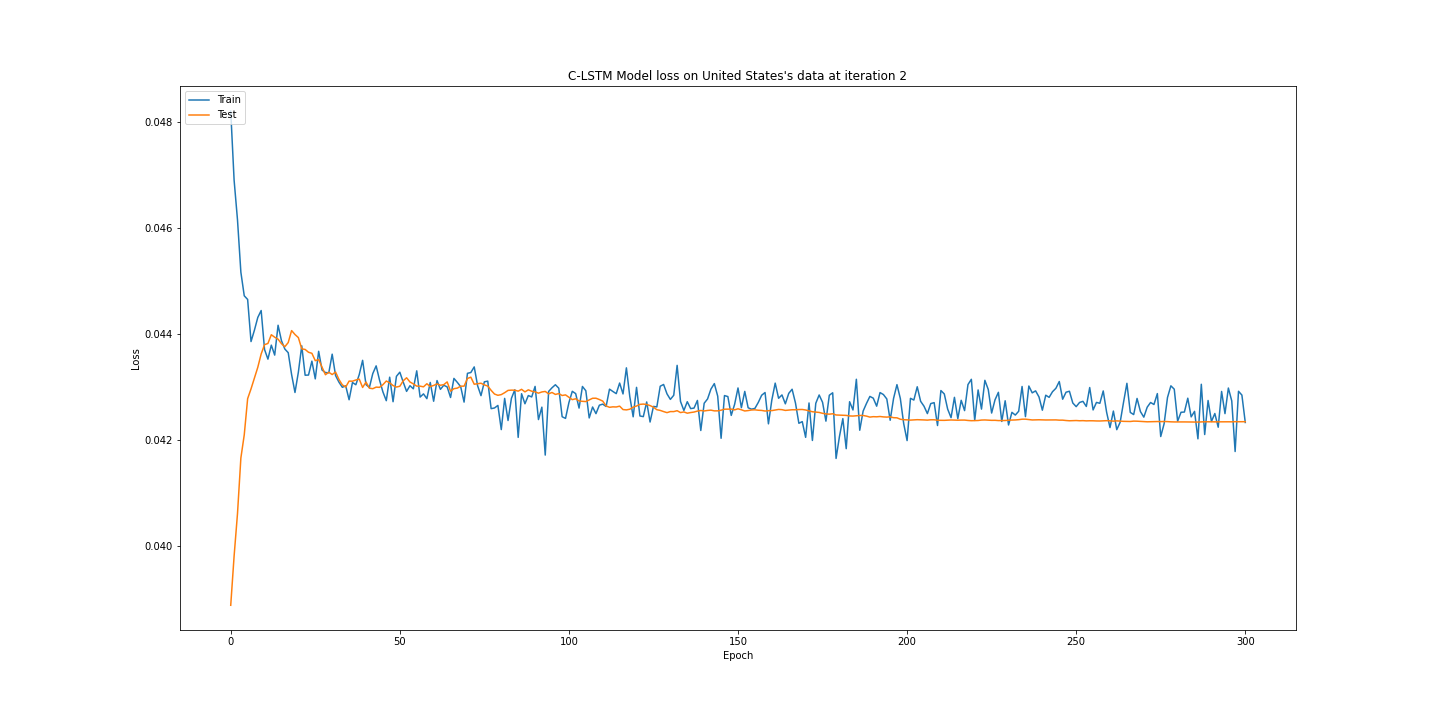 C-LSTM Model loss on United States's data at iteration 2
Train
Test
0.048
0.046
0.044
0.042
0.040
Loss
0 50 100 150 200 250 300
Epoch